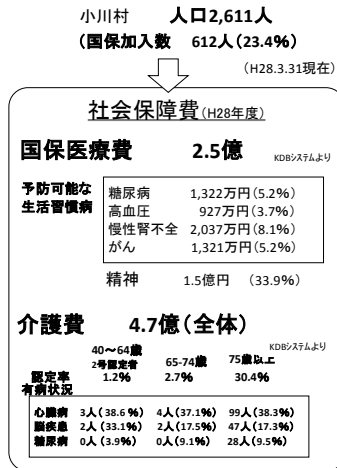 小川村 人口2,611人
(国保加入数 612人(23.4%)
(H28.3.31現在)
社会保障費(H28年度)
国保医療費 2.5億 KDBシステムより
予防可能な
生活習慣病
糖尿病 1,322万円(5.2%)
高血圧 927万円(3.7%)
慢性腎不全 2,037万円(8.1%)
がん 1,321万円(5.2%)
精神 1.5億円 (33.9%)
介護費 4.7億(全体)
KDBシステムより
40～64歳
2号認定者 65-74歳 75歳以上
認定率 1.2% 2.7% 30.4%
有病状況
心臓病 3人(38.6%) 4人(37.1%) 99人(38.3%)
脳疾患 2人(33.1%) 2人(17.5%) 47人(17.3%)
糖尿病 0人(3.9%) 0人(9.1%) 28人(9.5%)